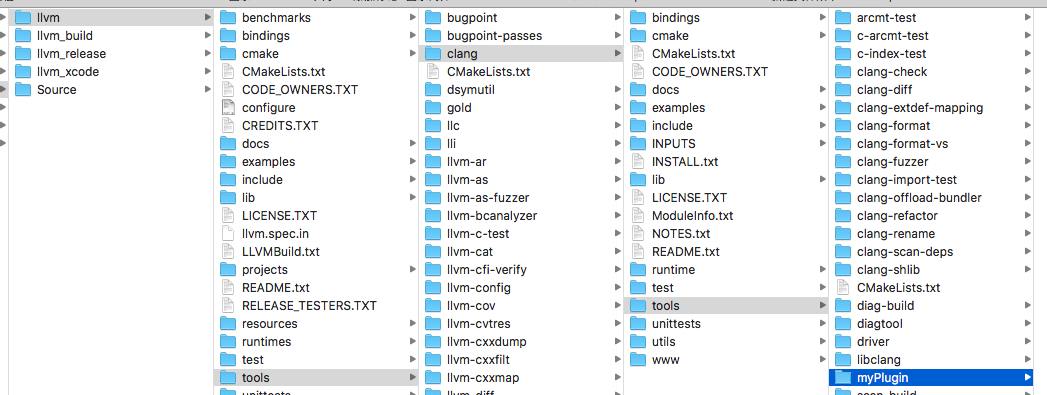 llvm
llvm_build
llvm_release
llvm_xcode
Source
benchmarks
bindings
cmake
CMakeLists.txt
CODE_OWNERS.TXT
configure
CREDITS.TXT
docs
examples
include
lib
LICENSE.TXT
llvm.spec.in
LLVMBuild.txt
projects
README.txt
RELEASE_TESTERS.TXT
resources
runtimes
test
tools
unittests
bugpoint
bugpoint-passes
clang
CMakeLists.txt
dsymutil
gold
llc
lli
llvm-ar
llvm-as
llvm-as-fuzzer
llvm-bcanalyzer
llvm-c-test
llvm-cat
llvm-cfi-verify
llvm-config
llvm-cov
llvm-cvtres
llvm-cxxdump
llvm-cxxfilt
llvm-cxxmap
llvm-diff
bindings
cmake
CMakeLists.txt
CODE_OWNERS.TXT
docs
examples
include
INPUTS
INSTALL.txt
lib
LICENSE.TXT
ModuleInfo.txt
NOTES.txt
README.txt
runtime
test
tools
unittests
utils
www
arcmt-test
c-arcmt-test
c-index-test
clang-check
clang-diff
clang-extdef-mapping
clang-format
clang-format-vs
clang-fuzzer
clang-import-test
clang-offload-bundler
clang-refactor
clang-rename
clang-scan-deps
clang-shlib
CMakeLists.txt
diag-build
diagtool
driver
libclang
myPlugin
scan-build